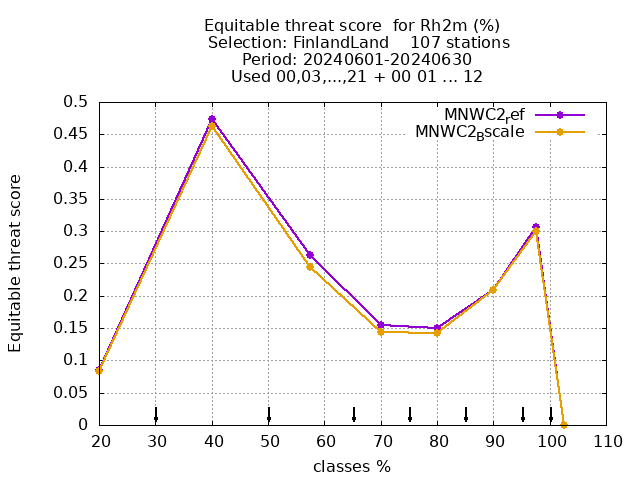 Equitable threat score  for Rh2m (%)
Selection: FinlandLand    107 stations
Period: 20240601-20240630
Used 00,03,...,21 + 00 01 ... 12
MNWC2ref
MNWC2Bscale
Equitable threat score
0.5
0.45
0.4
0.35
0.3
0.25
0.2
0.15
0.1
0.05
0
20 30 40 50 60 70 80 90 100 110
classes %